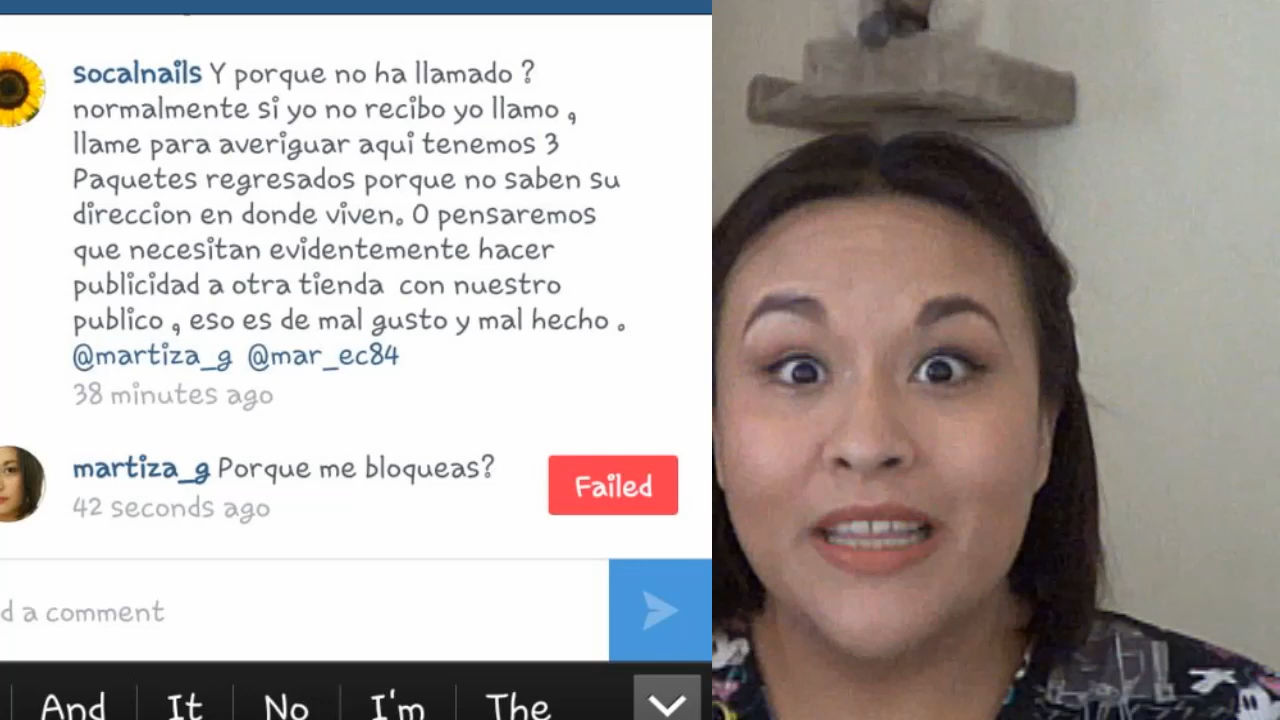 socalnails Y porque no ha llamado ?
normalmente si yo no recibo yo llamo ,
llame para averiguar aqui tenemos 3
Paquetes regresados porque no saben su
direccion en donde viven. O pensaremos
que necesitan evidentemente hacer
publicidad a otra tienda con nuestro
publico , eso es de mal gusto y mal hecho .
@martiza_g @mar_ec84
38 minutes ago
martiza_g Porque me bloqueas?
Failed
42 seconds ago
d a comment
And It No I'm The